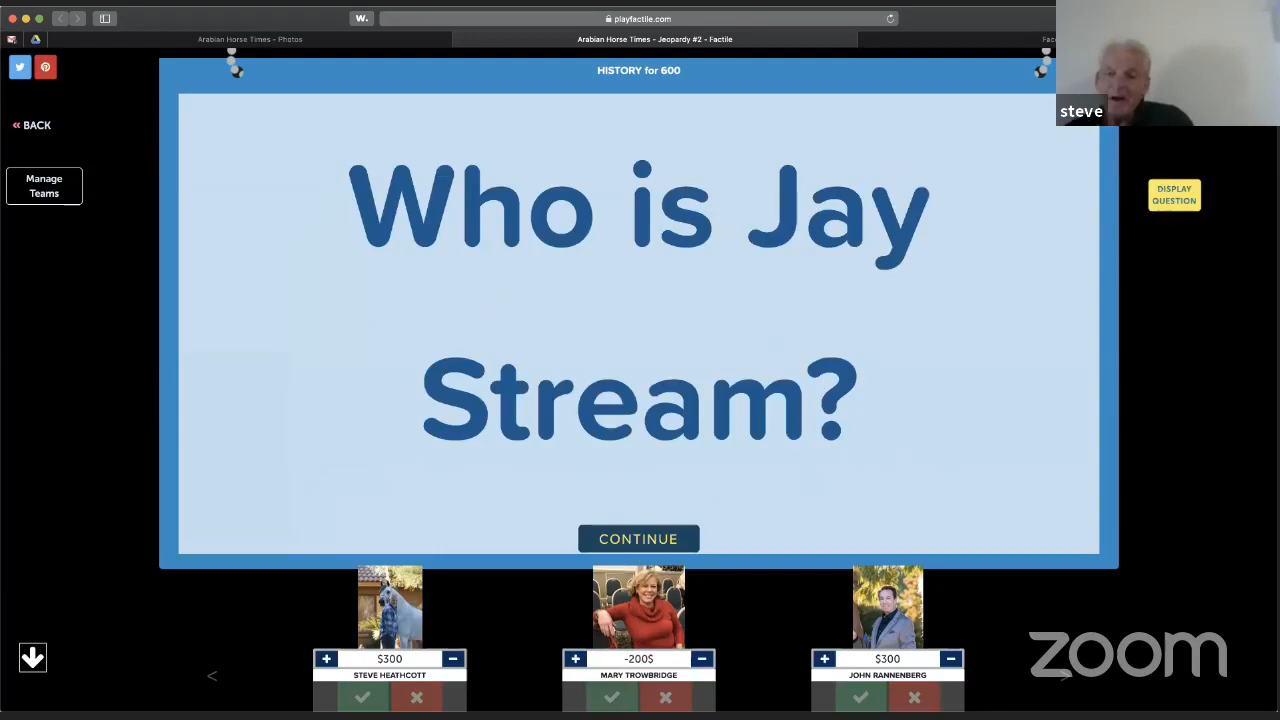 W.
playfactile.com
Arabian Horse Times - Photos
Arabian Horse Times - Jeopardy #2 - Factile
Fac
steve
HISTORY for 600
« BACK
Manage
Teams
DISPLAY
QUESTION
Who is Jay
Stream?
CONTINUE
+ $300 −
+ -200$ −
+ $300 −
STEVE HEATHCOTT
MARY TROWBRIDGE
JOHN RANNENBERG
zoom